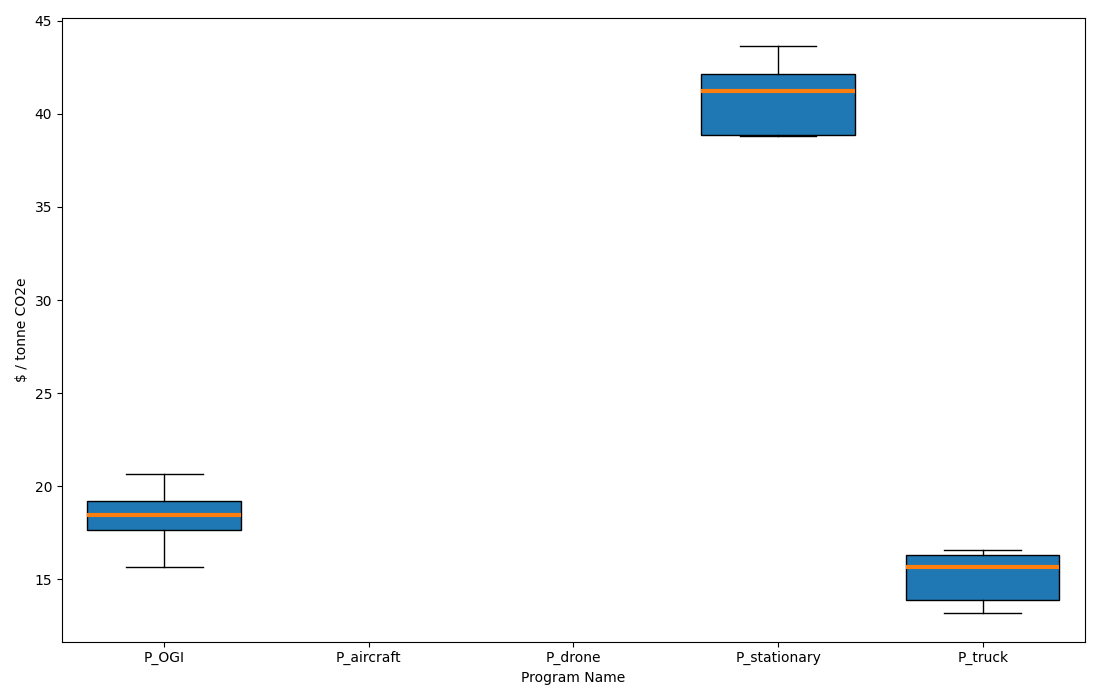 45
40
35
30
25
20
15
$ / tonne CO2e
P_OGI
P_aircraft
P_drone
P_stationary
P_truck
Program Name